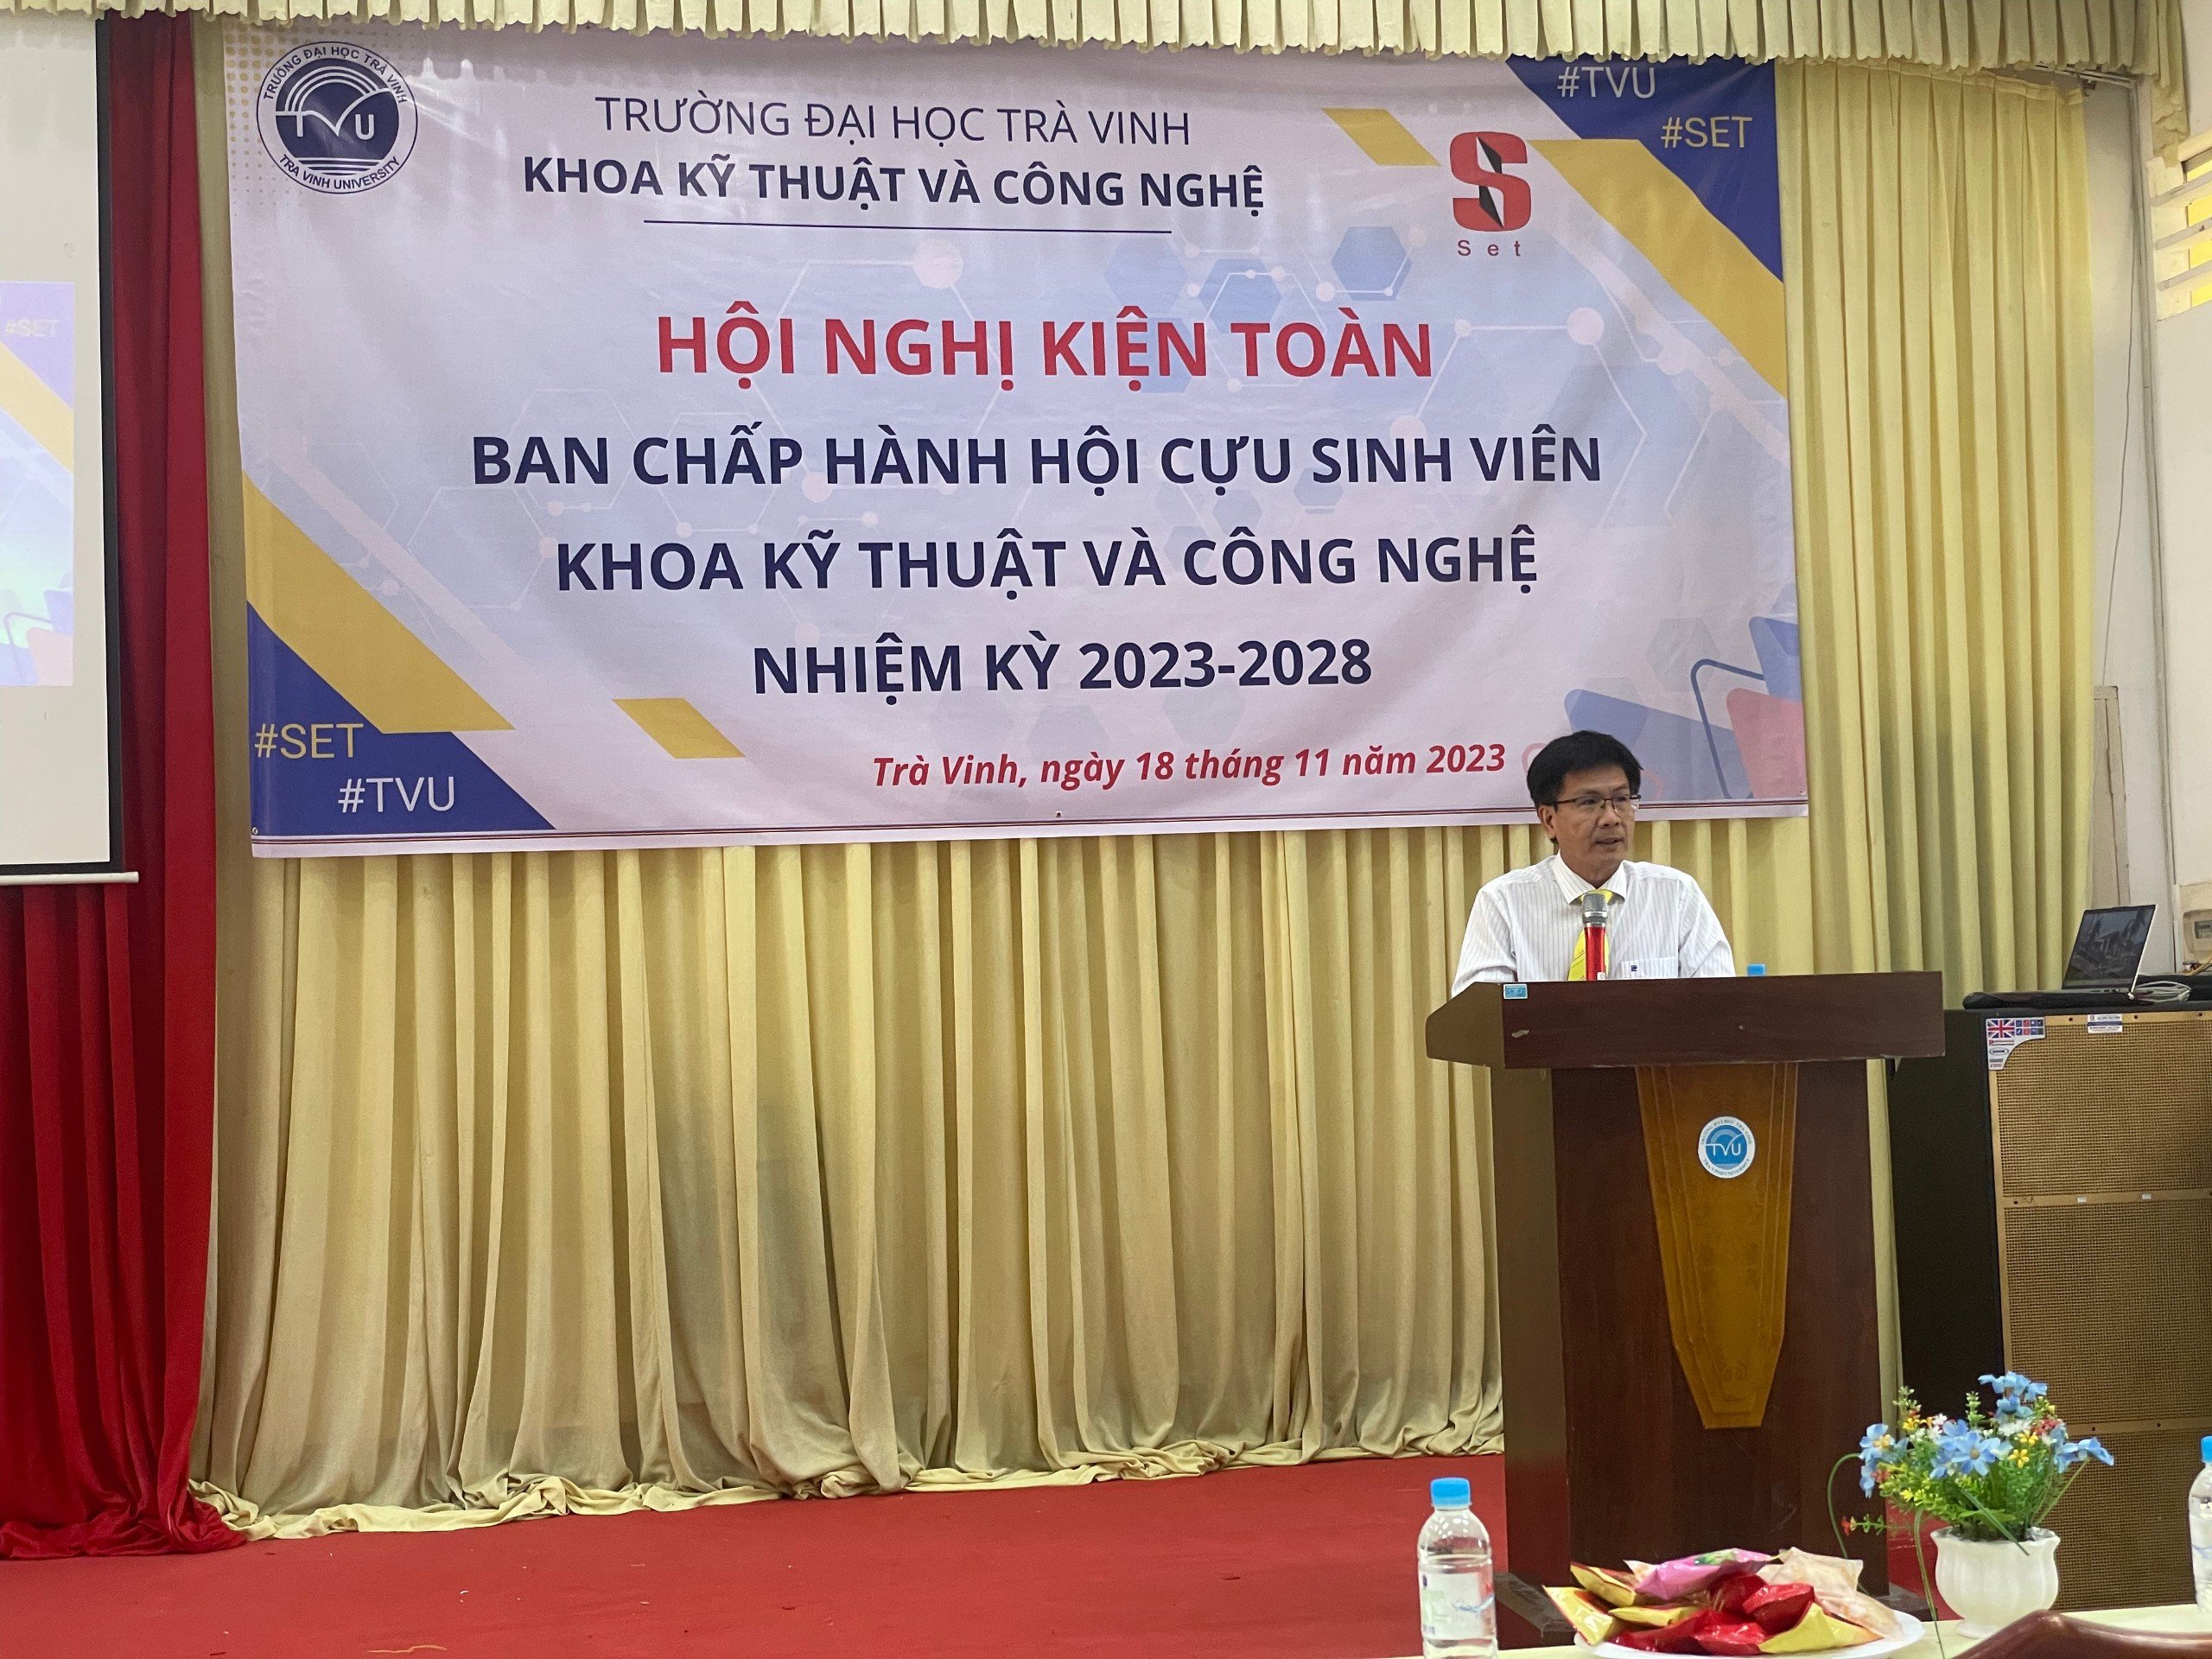 TRƯỜNG ĐẠI HỌC TRÀ VINH
TVU
TRA VINH UNIVERSITY
TRƯỜNG ĐẠI HỌC TRÀ VINH
KHOA KỸ THUẬT VÀ CÔNG NGHỆ
Set
#TVU
#SET
HỘI NGHỊ KIỆN TOÀN
BAN CHẤP HÀNH HỘI CỰU SINH VIÊN
KHOA KỸ THUẬT VÀ CÔNG NGHỆ
NHIỆM KỲ 2023-2028
Trà Vinh, ngày 18 tháng 11 năm 2023
#SET
#TVU
#SET
TVU